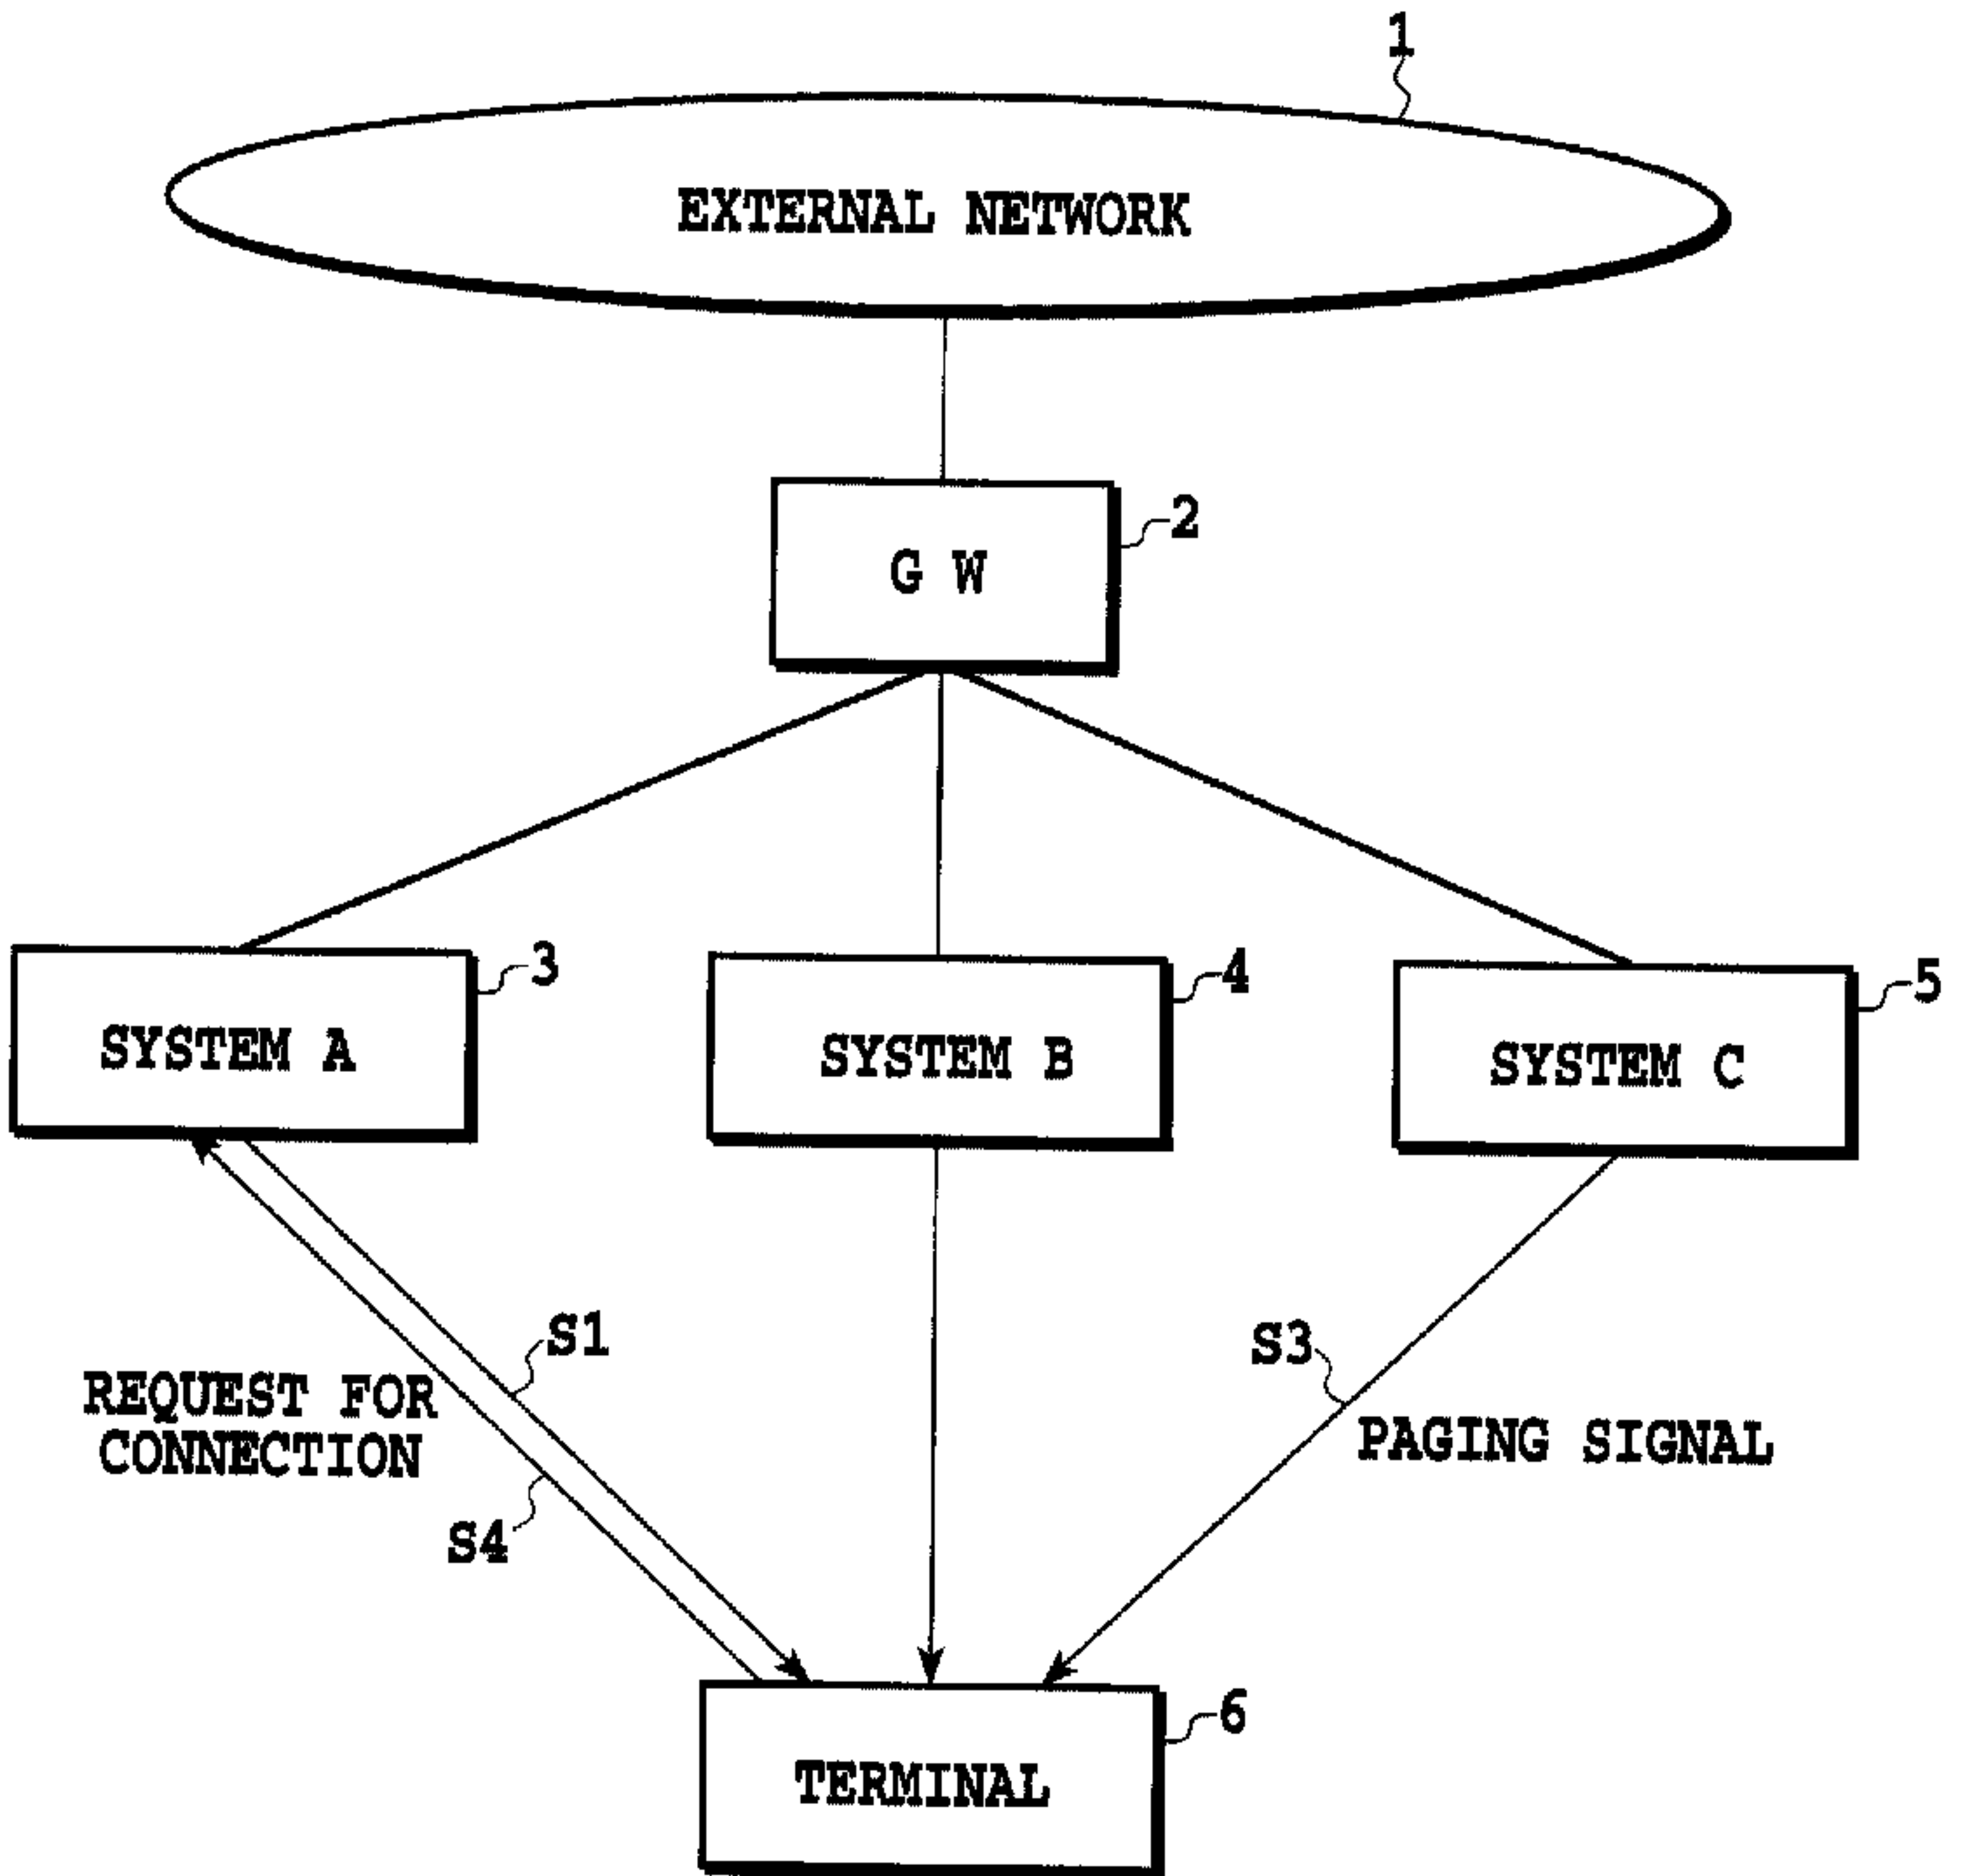 1
EXTERNAL NETWORK
2
G W
3
4
5
SYSTEM A
SYSTEM B
SYSTEM C
S1
S3
REQUEST FOR
CONNECTION
PAGING SIGNAL
S4
6
TERMINAL